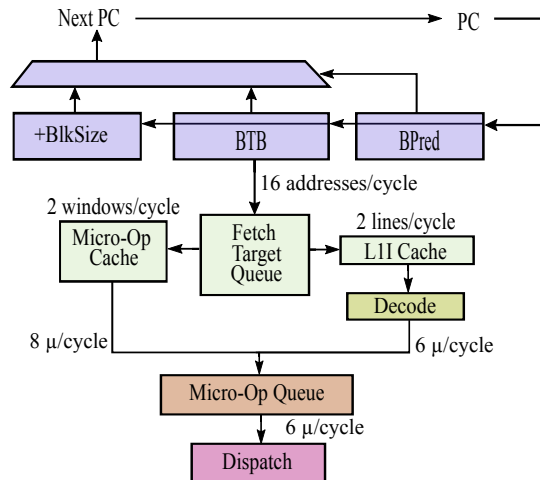 Next PC
PC
+BlkSize
BTB
BPred
16 addresses/cycle
2 windows/cycle
Micro-Op
Cache
Fetch
Target
Queue
2 lines/cycle
L1I Cache
Decode
8 µ/cycle
6 µ/cycle
Micro-Op Queue
6 µ/cycle
Dispatch